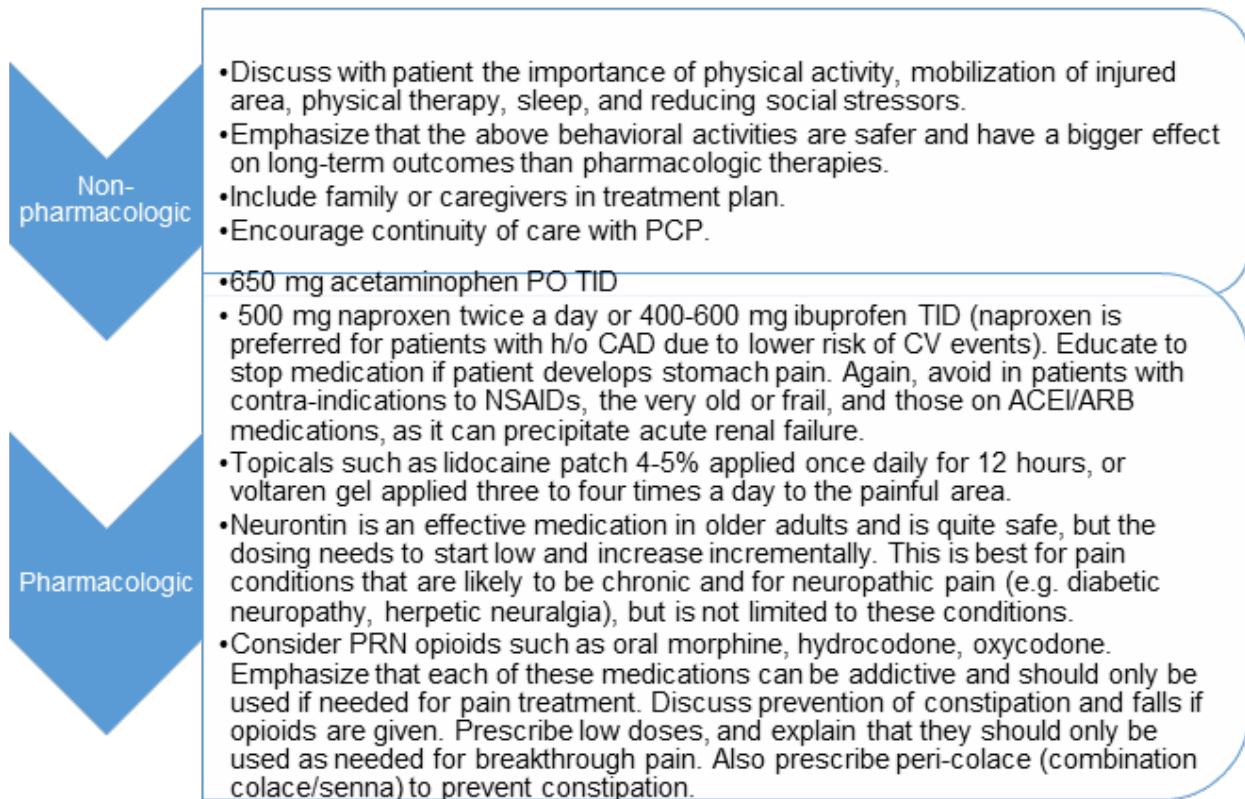 Non-
pharmacologic
•Discuss with patient the importance of physical activity, mobilization of injured
area, physical therapy, sleep, and reducing social stressors.
•Emphasize that the above behavioral activities are safer and have a bigger effect
on long-term outcomes than pharmacologic therapies.
•Include family or caregivers in treatment plan.
•Encourage continuity of care with PCP.
Pharmacologic
•650 mg acetaminophen PO TID
• 500 mg naproxen twice a day or 400-600 mg ibuprofen TID (naproxen is
preferred for patients with h/o CAD due to lower risk of CV events). Educate to
stop medication if patient develops stomach pain. Again, avoid in patients with
contra-indications to NSAIDs, the very old or frail, and those on ACEI/ARB
medications, as it can precipitate acute renal failure.
•Topicals such as lidocaine patch 4-5% applied once daily for 12 hours, or
voltaren gel applied three to four times a day to the painful area.
•Neurontin is an effective medication in older adults and is quite safe, but the
dosing needs to start low and increase incrementally. This is best for pain
conditions that are likely to be chronic and for neuropathic pain (e.g. diabetic
neuropathy, herpetic neuralgia), but is not limited to these conditions.
•Consider PRN opioids such as oral morphine, hydrocodone, oxycodone.
Emphasize that each of these medications can be addictive and should only be
used if needed for pain treatment. Discuss prevention of constipation and falls if
opioids are given. Prescribe low doses, and explain that they should only be
used as needed for breakthrough pain. Also prescribe peri-colace (combination
colace/senna) to prevent constipation.